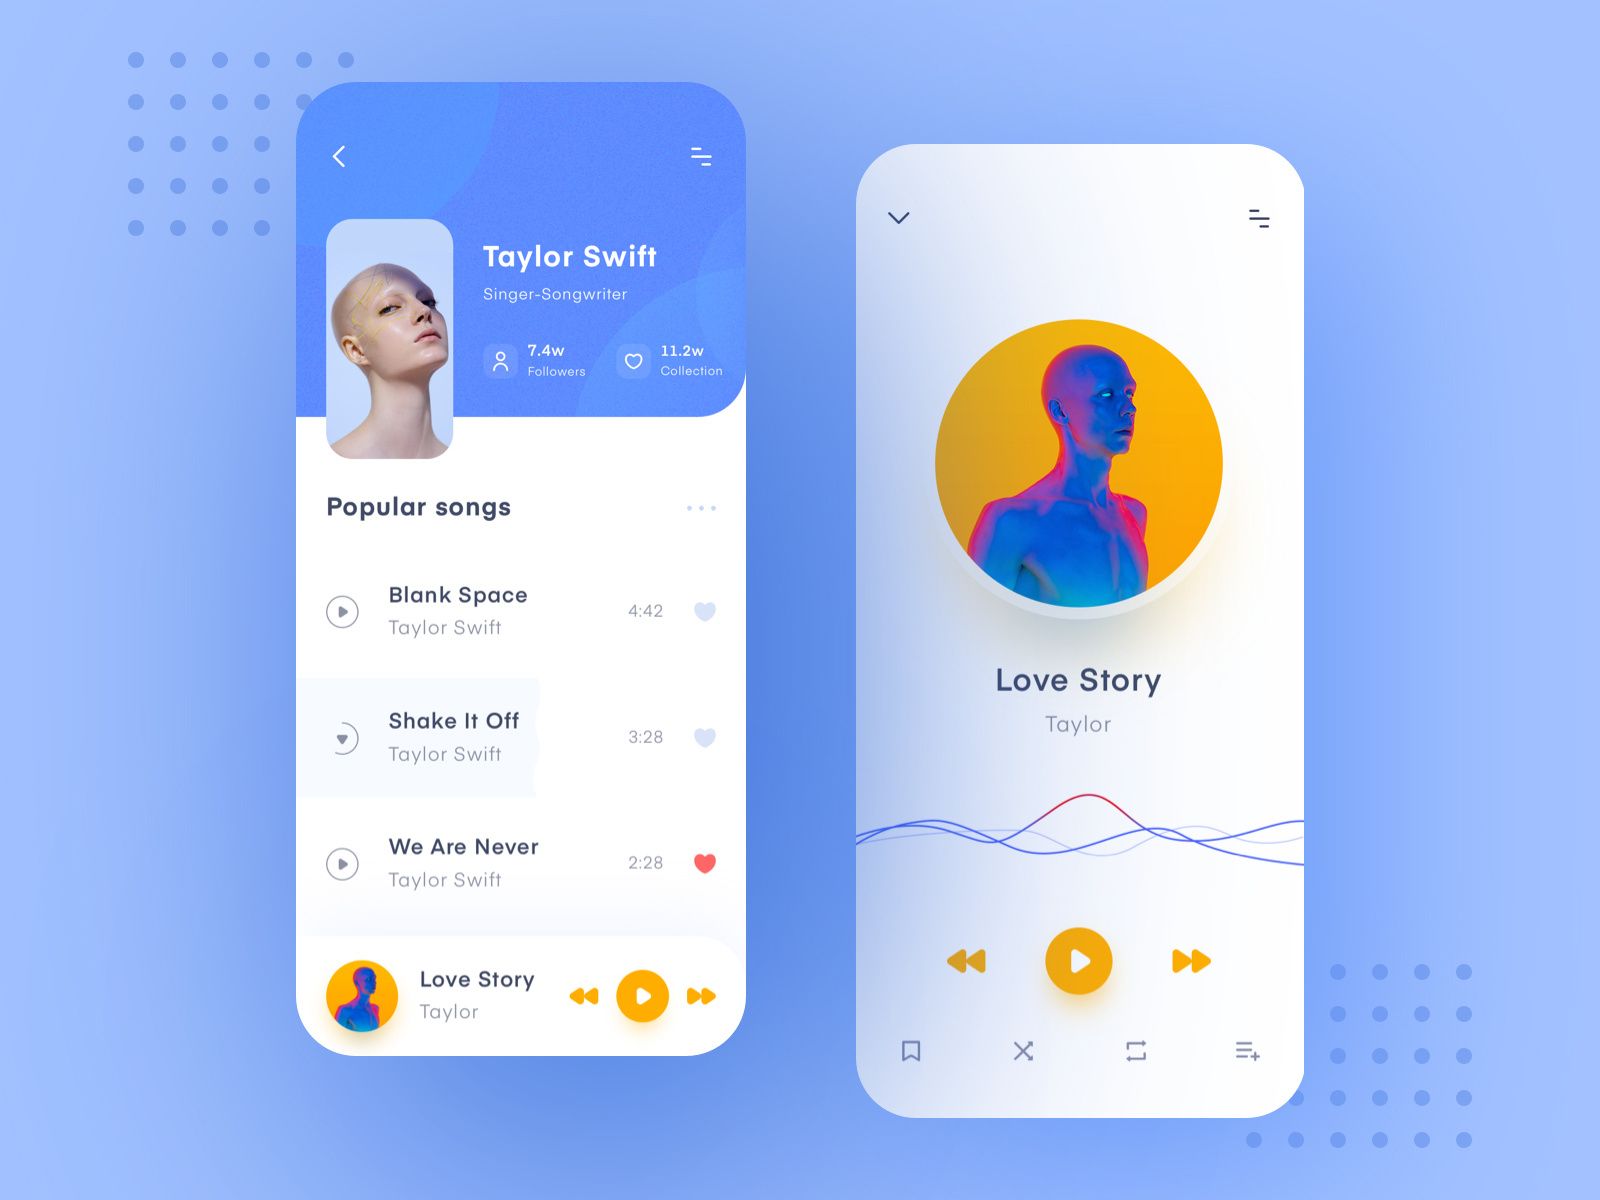 Taylor Swift
Singer-Songwriter
7.4w
Followers
11.2w
Collection
Popular songs
Blank Space
Taylor Swift
4:42
Shake It Off
Taylor Swift
3:28
We Are Never
Taylor Swift
2:28
Love Story
Taylor
Love Story
Taylor